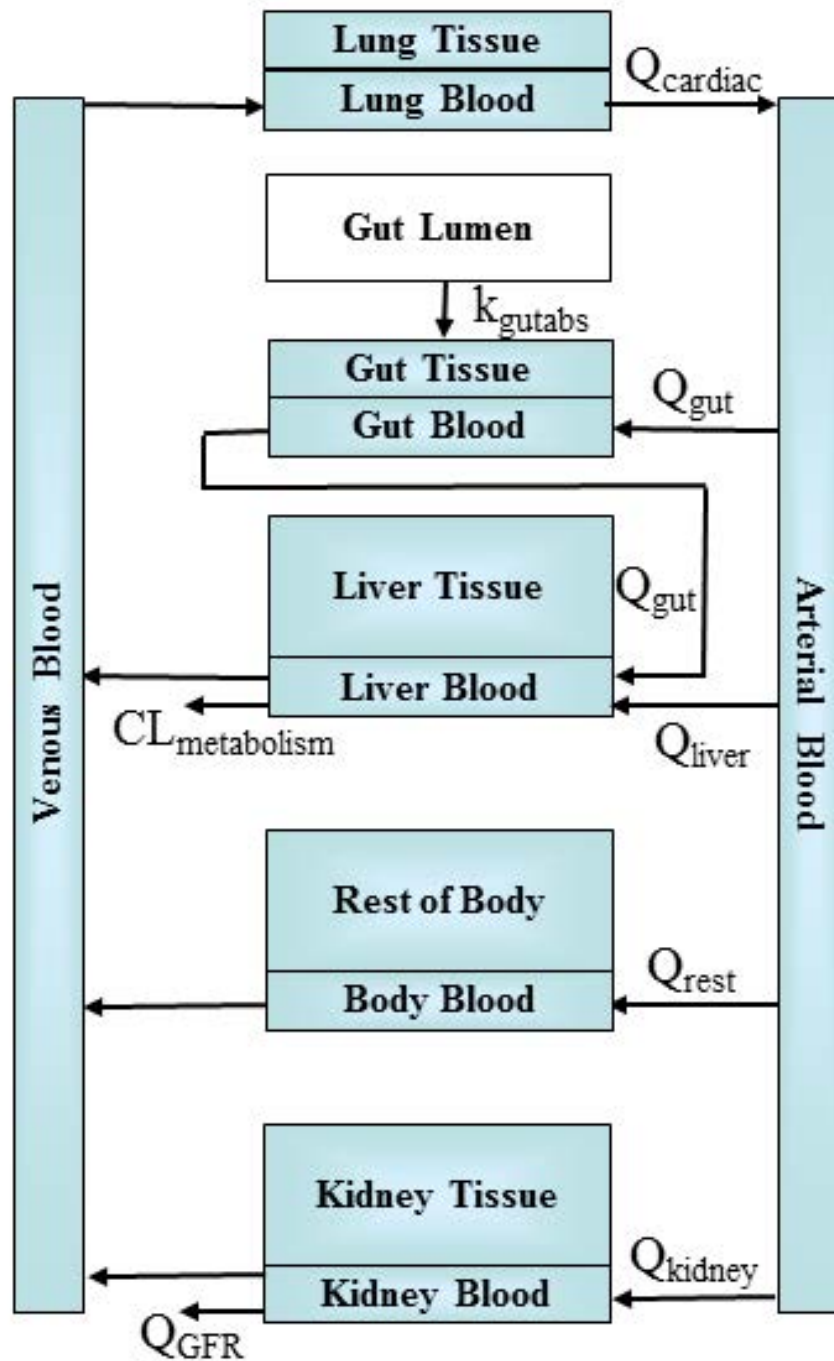 Lung Tissue
Lung Blood
Qcardiac
Gut Lumen
kgutabs
Gut Tissue
Gut Blood
Qgut
Liver Tissue
Qgut
Liver Blood
CLmetabolism
Qliver
Venous Blood
Arterial Blood
Rest of Body
Body Blood
Qrest
Kidney Tissue
Kidney Blood
Qkidney
QGFR